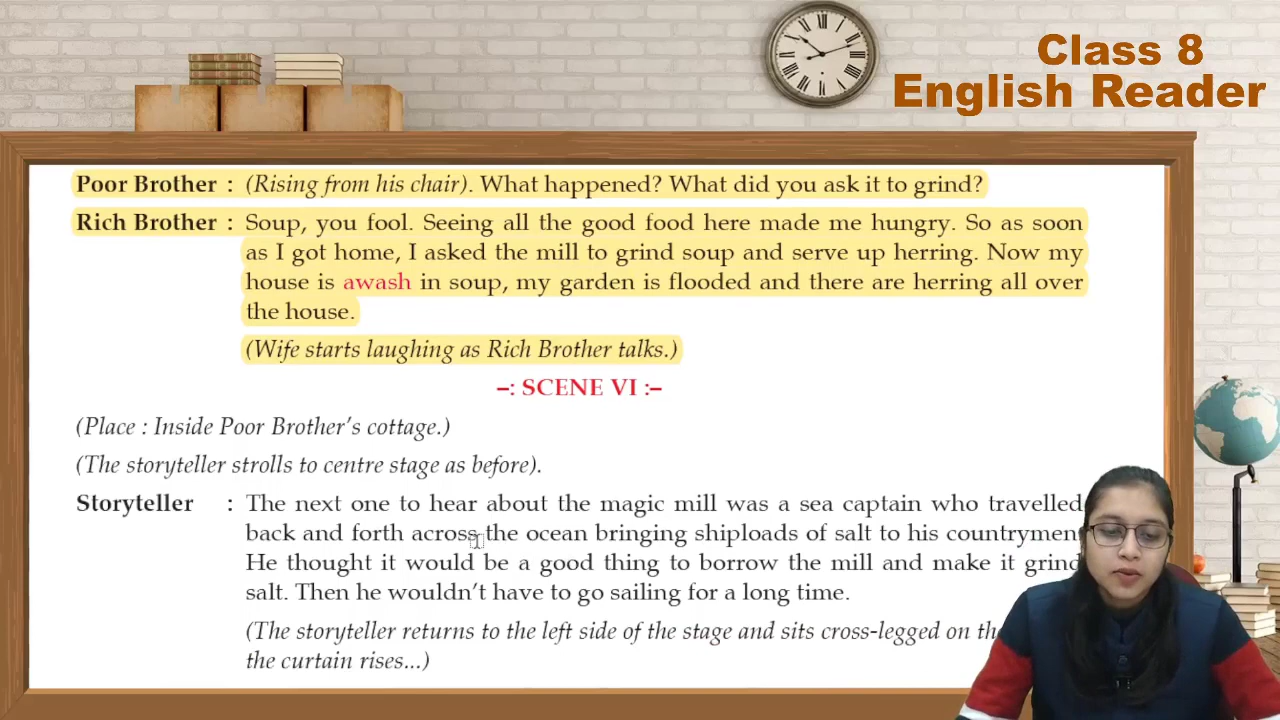 Class 8
English Reader
Poor Brother : (Rising from his chair). What happened? What did you ask it to grind?
Rich Brother : Soup, you fool. Seeing all the good food here made me hungry. So as soon
as I got home, I asked the mill to grind soup and serve up herring. Now my
house is awash in soup, my garden is flooded and there are herring all over
the house.
(Wife starts laughing as Rich Brother talks.)
–: SCENE VI :–
(Place : Inside Poor Brother’s cottage.)
(The storyteller strolls to centre stage as before).
Storyteller : The next one to hear about the magic mill was a sea captain who travelled
back and forth across the ocean bringing shiploads of salt to his countrymen
He thought it would be a good thing to borrow the mill and make it grind
salt. Then he wouldn’t have to go sailing for a long time.
(The storyteller returns to the left side of the stage and sits cross-legged on
the curtain rises...)